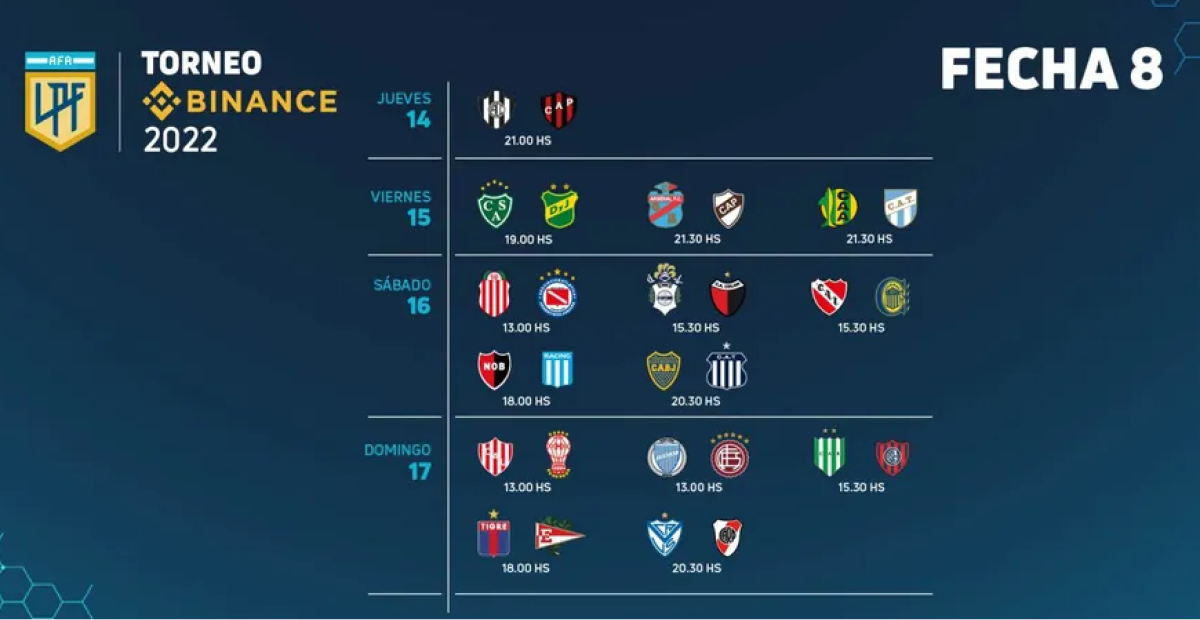 AFA
LPF
TORNEO
BINANCE
2022
FECHA 8
JUEVES
14
CAP
21.00 HS
VIERNES
15
CSA
DyJ
19.00 HS
ARSENAL F.C.
CAP
21.30 HS
CAA
C.A.T.
21.30 HS
SÁBADO
16
13.00 HS
15.30 HS
CAI
15.30 HS
NOB
RACING
18.00 HS
CABJ
C.A.T
20.30 HS
DOMINGO
17
13.00 HS
13.00 HS
15.30 HS
TIGRE
E
18.00 HS
20.30 HS